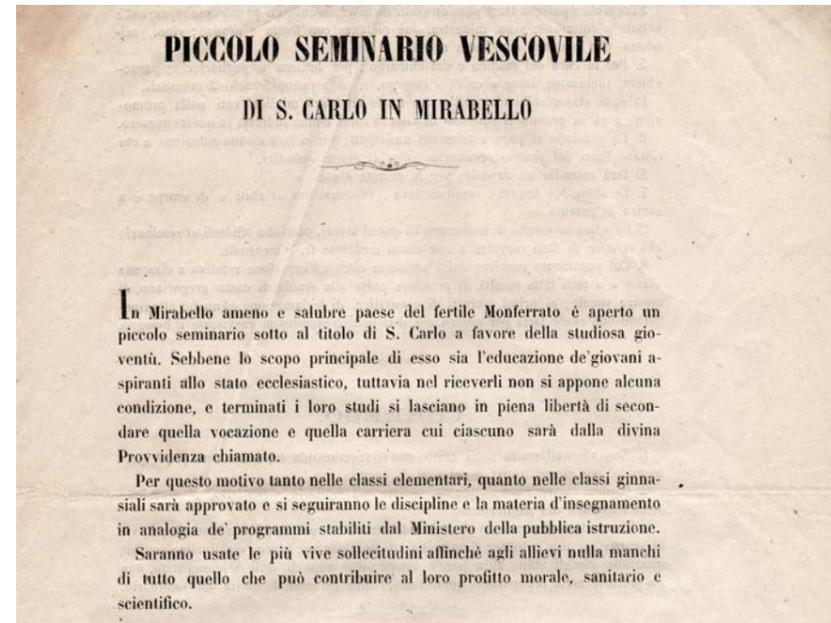 PICCOLO SEMINARIO VESCOVILE
DI S. CARLO IN MIRABELLO
In Mirabello ameno e salubre paese del fertile Monferrato è aperto un
piccolo seminario sotto al titolo di S. Carlo a favore della studiosa gio-
ventù. Sebbene lo scopo principale di esso sia l'educazione de'giovani a-
spiranti allo stato ecclesiastico, tuttavia nel riceverli non si appone alcuna
condizione, e terminati i loro studi si lasciano in piena libertà di secon-
dare quella vocazione e quella carriera cui ciascuno sarà dalla divina
Provvidenza chiamato.
Per questo motivo tanto nelle classi elementari, quanto nelle classi ginna-
siali sarà approvato e si seguiranno le discipline e la materia d'insegnamento
in analogia de' programmi stabiliti dal Ministero della pubblica istruzione.
Saranno usate le più vive sollecitudini affinchè agli allievi nulla manchi
di tutto quello che può contribuire al loro profitto morale, sanitario e
scientifico.